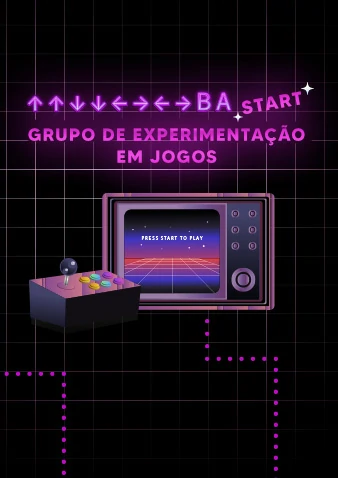 ↑↑↓↓←→←→BA START
GRUPO DE EXPERIMENTAÇÃO
EM JOGOS
PRESS START TO PLAY